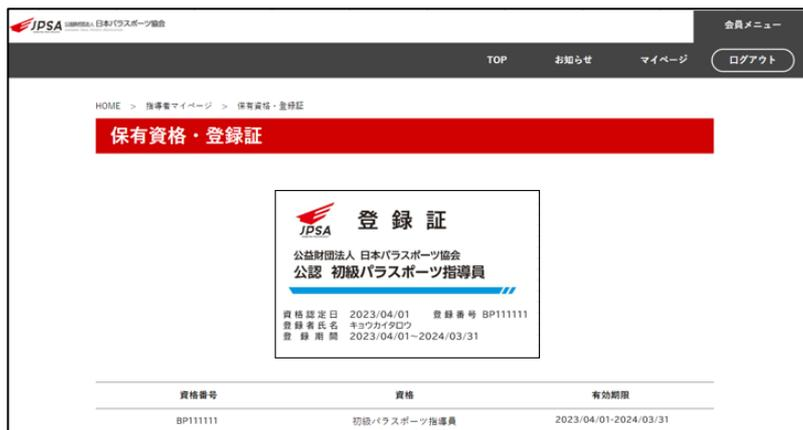 JPSA 公益財団法人 日本パラスポーツ協会
会員メニュー
TOP お知らせ マイページ ログアウト
HOME > 指導者マイページ > 保有資格・登録証
保有資格・登録証
JPSA
登録証
公益財団法人 日本パラスポーツ協会
公認 初級パラスポーツ指導員
資格認定日 2023/04/01 登録番号 BP111111
登録者氏名 キョウカイタロウ
登録期間 2023/04/01~2024/03/31
資格番号 資格 有効期限
BP111111 初級パラスポーツ指導員 2023/04/01-2024/03/31